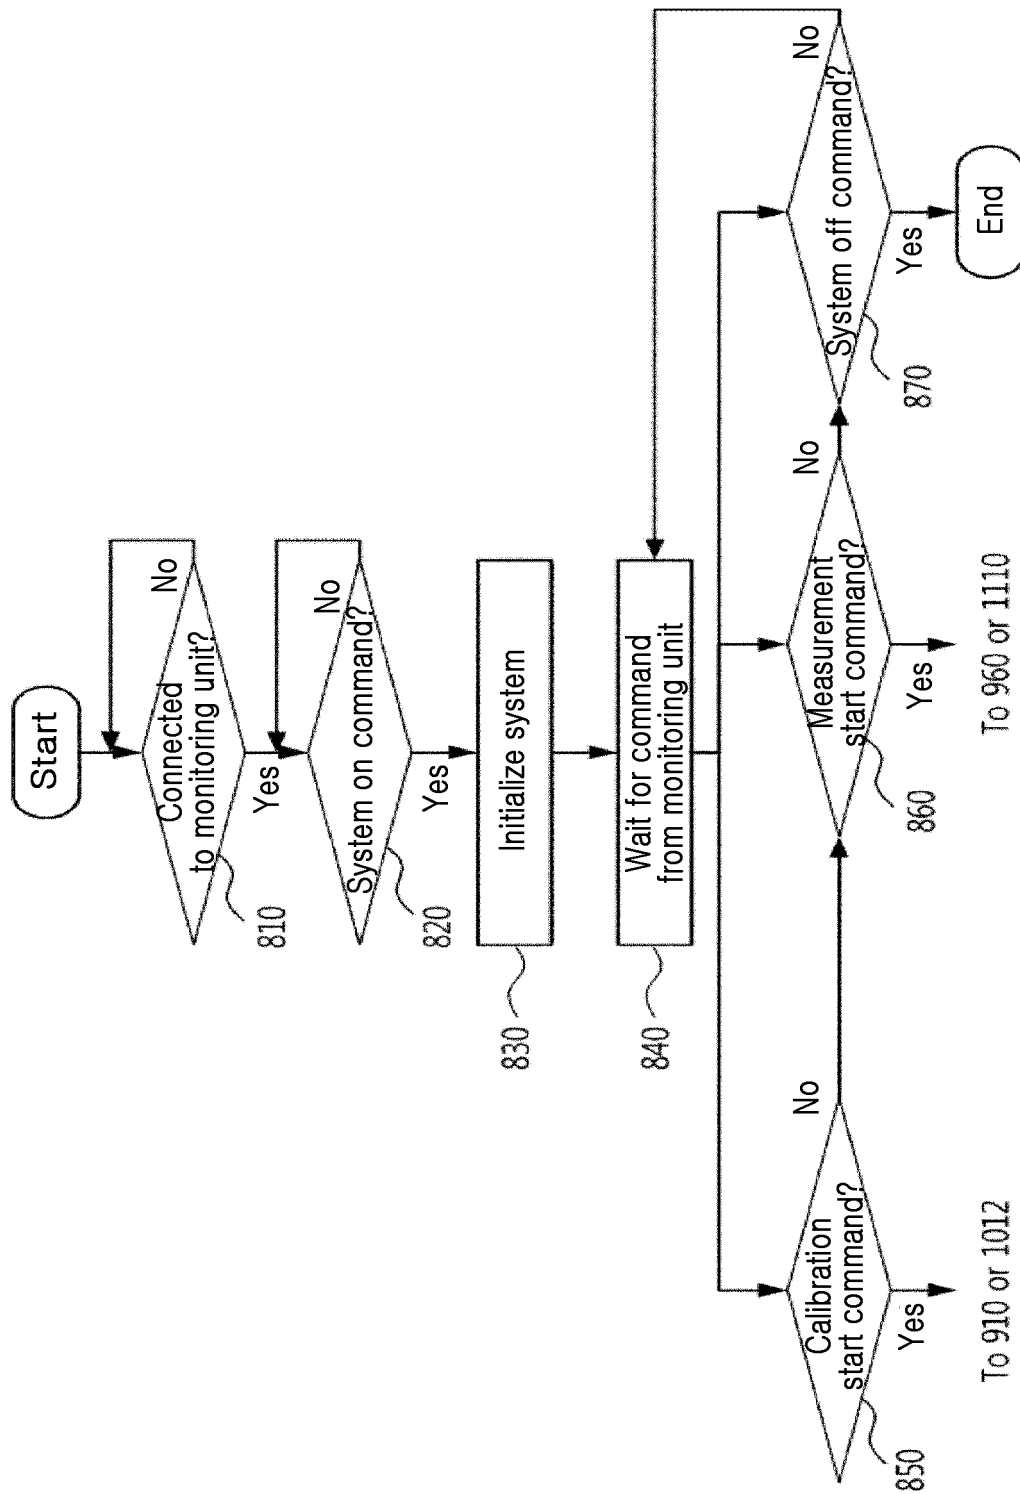 Start
Connected
to monitoring unit?
No
Yes
810
System on command?
No
Yes
820
Initialize system
830
Wait for command
from monitoring unit
840
Calibration
start command?
No
Yes
850
To 910 or 1012
Measurement
start command?
No
Yes
860
To 960 or 1110
System off command?
No
Yes
870
End